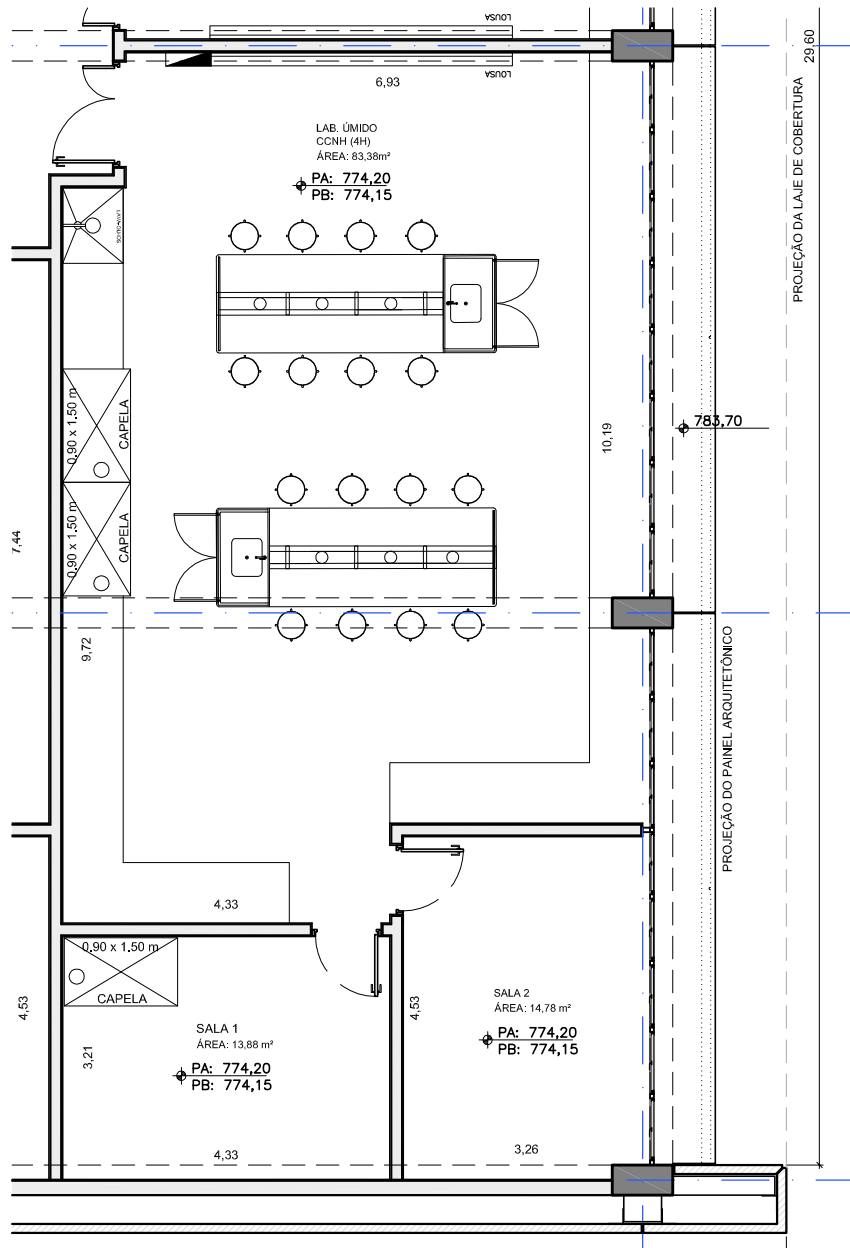 LOUSA
LOUSA
6,93
29,60
LAB. ÚMIDO
CCNH (4H)
ÁREA: 83,38m²
PA: 774,20
PB: 774,15
PROJEÇÃO DA LAJE DE COBERTURA
0.90 x 1.50 m
CAPELA
783,70
10,19
0.90 x 1.50 m
CAPELA
7,44
9,72
PROJEÇÃO DO PAINEL ARQUITETÔNICO
4,33
0.90 x 1.50 m
CAPELA
4,53
3,21
SALA 1
ÁREA: 13,88 m²
PA: 774,20
PB: 774,15
4,33
4,53
SALA 2
ÁREA: 14,78 m²
PA: 774,20
PB: 774,15
3,26